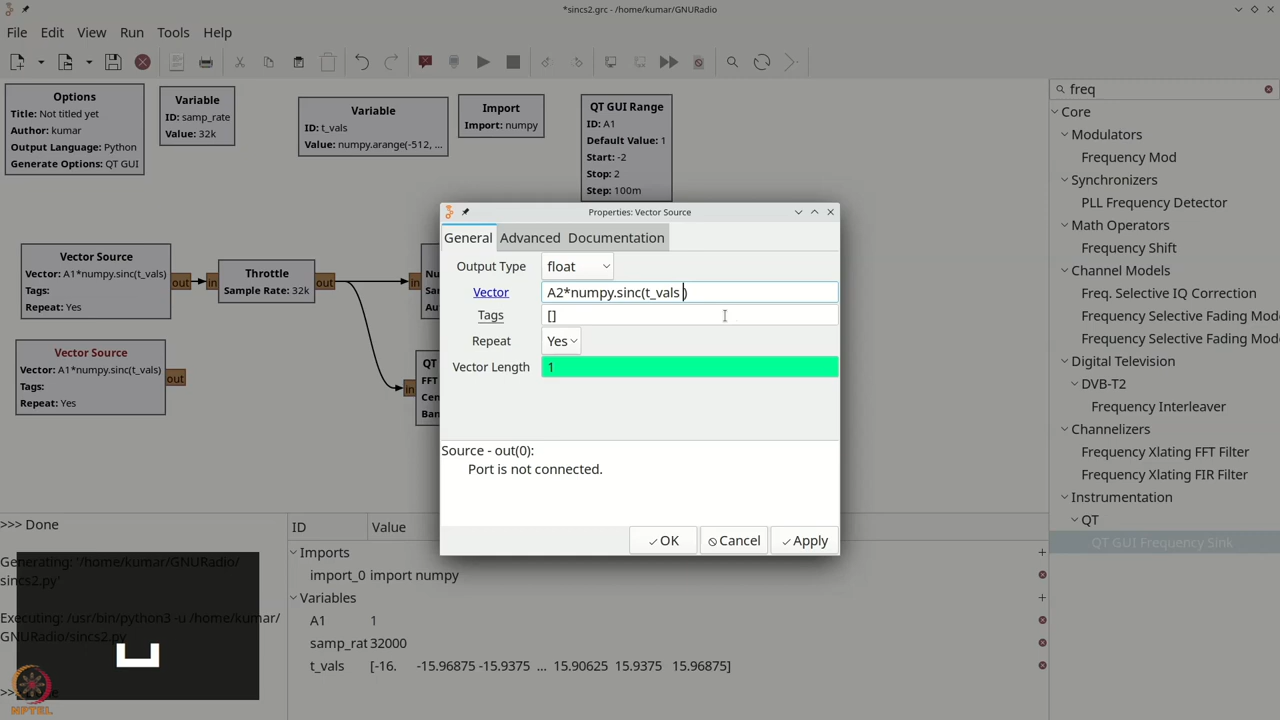 *sincs2.grc - /home/kumar/GNURadio
File Edit View Run Tools Help
Options
Title: Not titled yet
Author: kumar
Output Language: Python
Generate Options: QT GUI
Variable
ID: samp_rate
Value: 32k
Variable
ID: t_vals
Value: numpy.arange(-512, ...
Import
Import: numpy
QT GUI Range
ID: A1
Default Value: 1
Start: -2
Stop: 2
Step: 100m
Vector Source
Vector: A1*numpy.sinc(t_vals)
Tags:
Repeat: Yes
out
in
Throttle
Sample Rate: 32k
out
in
Nu
Sar
Au
Vector Source
Vector: A1*numpy.sinc(t_vals)
Tags:
Repeat: Yes
out
in
QT
FFT
Cen
Ban
Properties: Vector Source
General Advanced Documentation
Output Type float
Vector A2*numpy.sinc(t_vals )
Tags []
Repeat Yes
Vector Length 1
Source - out(0):
Port is not connected.
OK Cancel Apply
freq
Core
Modulators
Frequency Mod
Synchronizers
PLL Frequency Detector
Math Operators
Frequency Shift
Channel Models
Freq. Selective IQ Correction
Frequency Selective Fading Mode
Frequency Selective Fading Mode
Digital Television
DVB-T2
Frequency Interleaver
Channelizers
Frequency Xlating FFT Filter
Frequency Xlating FIR Filter
Instrumentation
QT
QT GUI Frequency Sink
>>> Done
Generating: '/home/kumar/GNURadio/
sincs2.py'
Executing: /usr/bin/python3 -u /home/kumar/
GNURadio/sincs2.py
ID Value
Imports
import_0 import numpy
Variables
A1 1
samp_rat 32000
t_vals [-16. -15.96875 -15.9375 ... 15.90625 15.9375 15.96875]
NPTEL